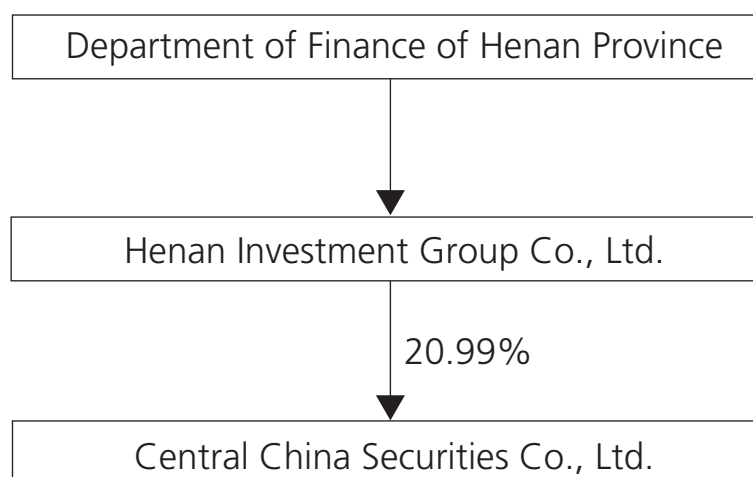 Department of Finance of Henan Province
Henan Investment Group Co., Ltd.
20.99%
Central China Securities Co., Ltd.